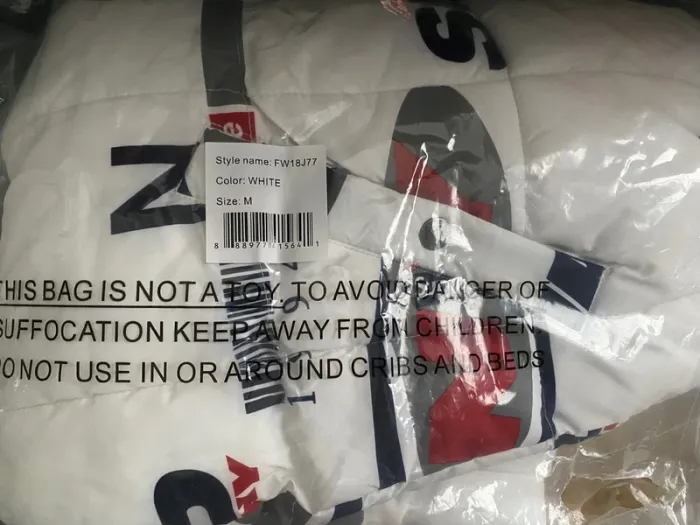 S
e
N
Style name: FW18J77
Color: WHITE
Size: M
THIS BAG IS NOT A TOY. TO AVOID DANGER OF
SUFFOCATION KEEP AWAY FROM CHILDREN.
DO NOT USE IN OR AROUND CRIBS AND BEDS